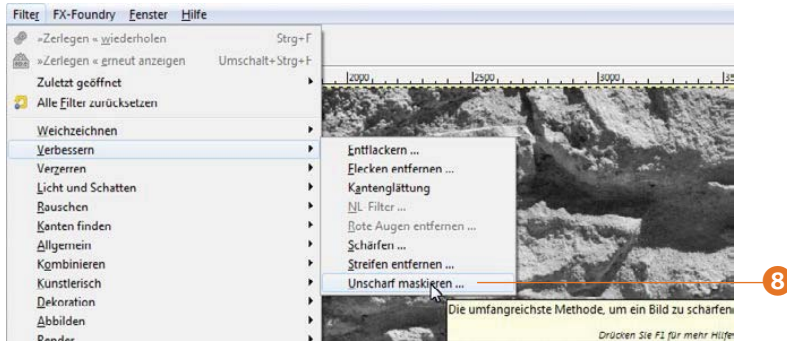 Filter FX-Foundry Fenster Hilfe
»Zerlegen « wiederholen Strg+F
»Zerlegen « erneut anzeigen Umschalt+Strg+F
Zuletzt geöffnet
Alle Filter zurücksetzen
Weichzeichnen
Verbessern
Verzerren
Licht und Schatten
Rauschen
Kanten finden
Allgemein
Kombinieren
Künstlerisch
Dekoration
Abbilden
Render
2000 2500 3000
Entflackern ...
Flecken entfernen ...
Kantenglättung
NL-Filter ...
Rote Augen entfernen ...
Schärfen ...
Streifen entfernen ...
Unscharf maskieren ...
8
Die umfangreichste Methode, um ein Bild zu schärfen
Drücken Sie F1 für mehr Hilfe